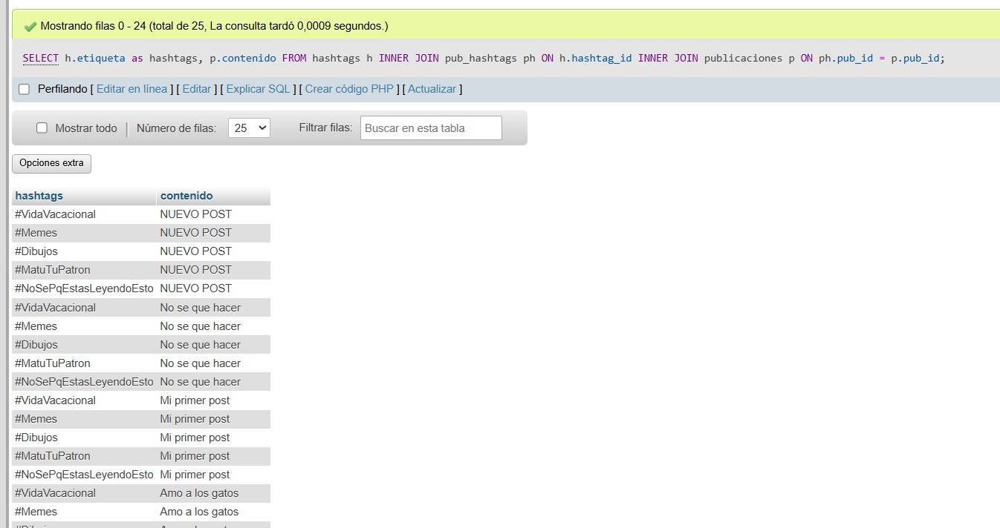 Mostrando filas 0 - 24 (total de 25, La consulta tardó 0,0009 segundos.)
SELECT h.etiqueta as hashtags, p.contenido FROM hashtags h INNER JOIN pub_hashtags ph ON h.hashtag_id INNER JOIN publicaciones p ON ph.pub_id = p.pub_id;
Perfilando [ Editar en línea ] [ Editar ] [ Explicar SQL ] [ Crear código PHP ] [ Actualizar ]
Mostrar todo | Número de filas: 25 Filtrar filas: Buscar en esta tabla
Opciones extra
hashtags contenido
#VidaVacacional NUEVO POST
#Memes NUEVO POST
#Dibujos NUEVO POST
#MatuTuPatron NUEVO POST
#NoSePqEstasLeyendoEsto NUEVO POST
#VidaVacacional No se que hacer
#Memes No se que hacer
#Dibujos No se que hacer
#MatuTuPatron No se que hacer
#NoSePqEstasLeyendoEsto No se que hacer
#VidaVacacional Mi primer post
#Memes Mi primer post
#Dibujos Mi primer post
#MatuTuPatron Mi primer post
#NoSePqEstasLeyendoEsto Mi primer post
#VidaVacacional Amo a los gatos
#Memes Amo a los gatos